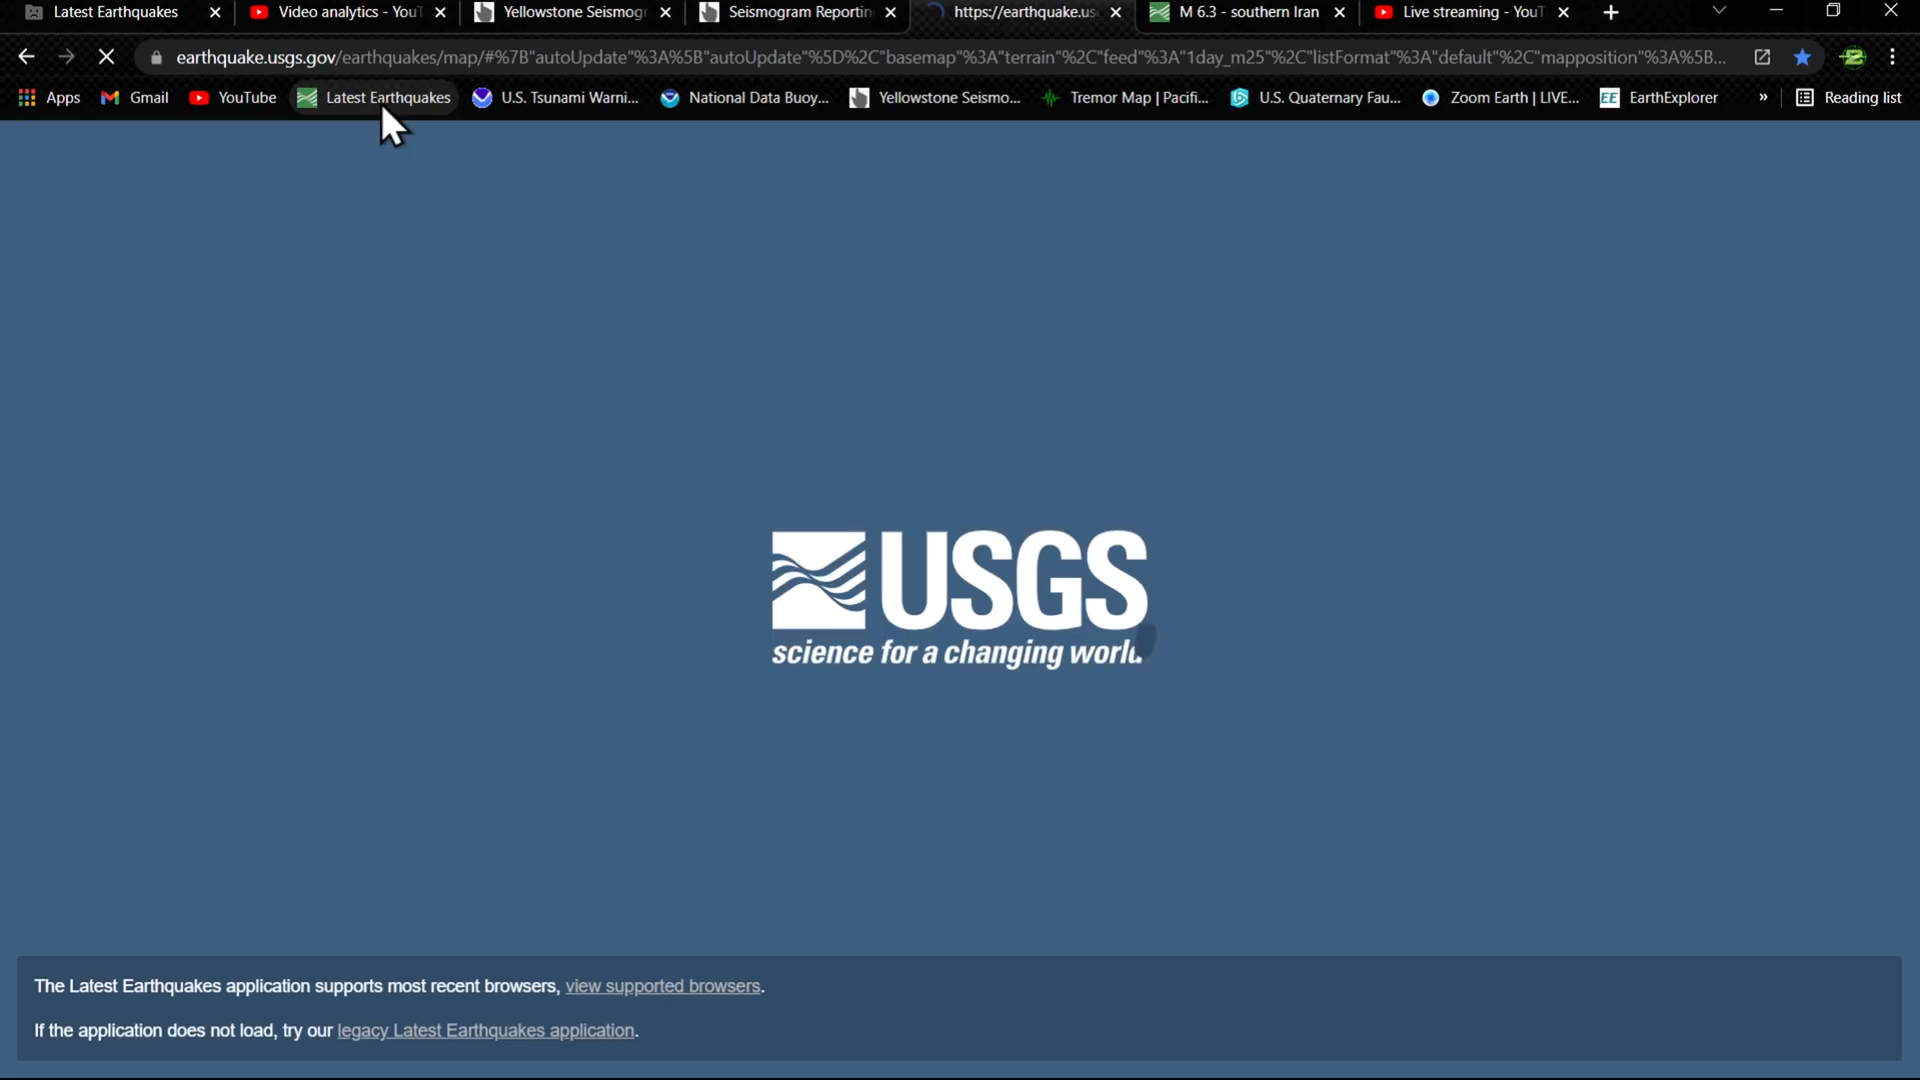 Latest Earthquakes
Video analytics - YouT
Yellowstone Seismogr
Seismogram Reportin
https://earthquake.us
M 6.3 - southern Iran
Live streaming - YouT
earthquake.usgs.gov/earthquakes/map/#%7B"autoUpdate"%3A%5B"autoUpdate"%5D%2C"basemap"%3A"terrain"%2C"feed"%3A"1day_m25"%2C"listFormat"%3A"default"%2C"mapposition"%3A%5B...
Apps
Gmail
YouTube
Latest Earthquakes
U.S. Tsunami Warni...
National Data Buoy...
Yellowstone Seismo...
Tremor Map | Pacifi...
U.S. Quaternary Fau...
Zoom Earth | LIVE...
EE EarthExplorer
»
Reading list
USGS
science for a changing world
The Latest Earthquakes application supports most recent browsers, view supported browsers.
If the application does not load, try our legacy Latest Earthquakes application.